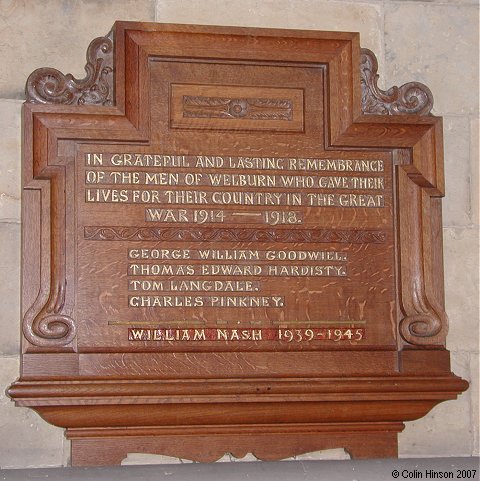 IN GRATEFUL AND LASTING REMEMBRANCE
OF THE MEN OF WELBURN WHO GAVE THEIR
LIVES FOR THEIR COUNTRY IN THE GREAT
WAR 1914 — 1918.
GEORGE WILLIAM GOODWILL.
THOMAS EDWARD HARDISTY.
TOM LANGDALE.
CHARLES PINKNEY.
WILLIAM NASH 1939-1945
© Colin Hinson 2007